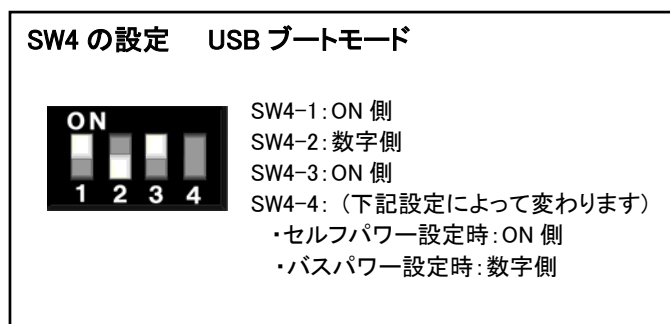 SW4 の設定 USB ブートモード
ON
1 2 3 4
SW4-1:ON 側
SW4-2:数字側
SW4-3:ON 側
SW4-4:(下記設定によって変わります)
・セルフパワー設定時:ON 側
・バスパワー設定時:数字側